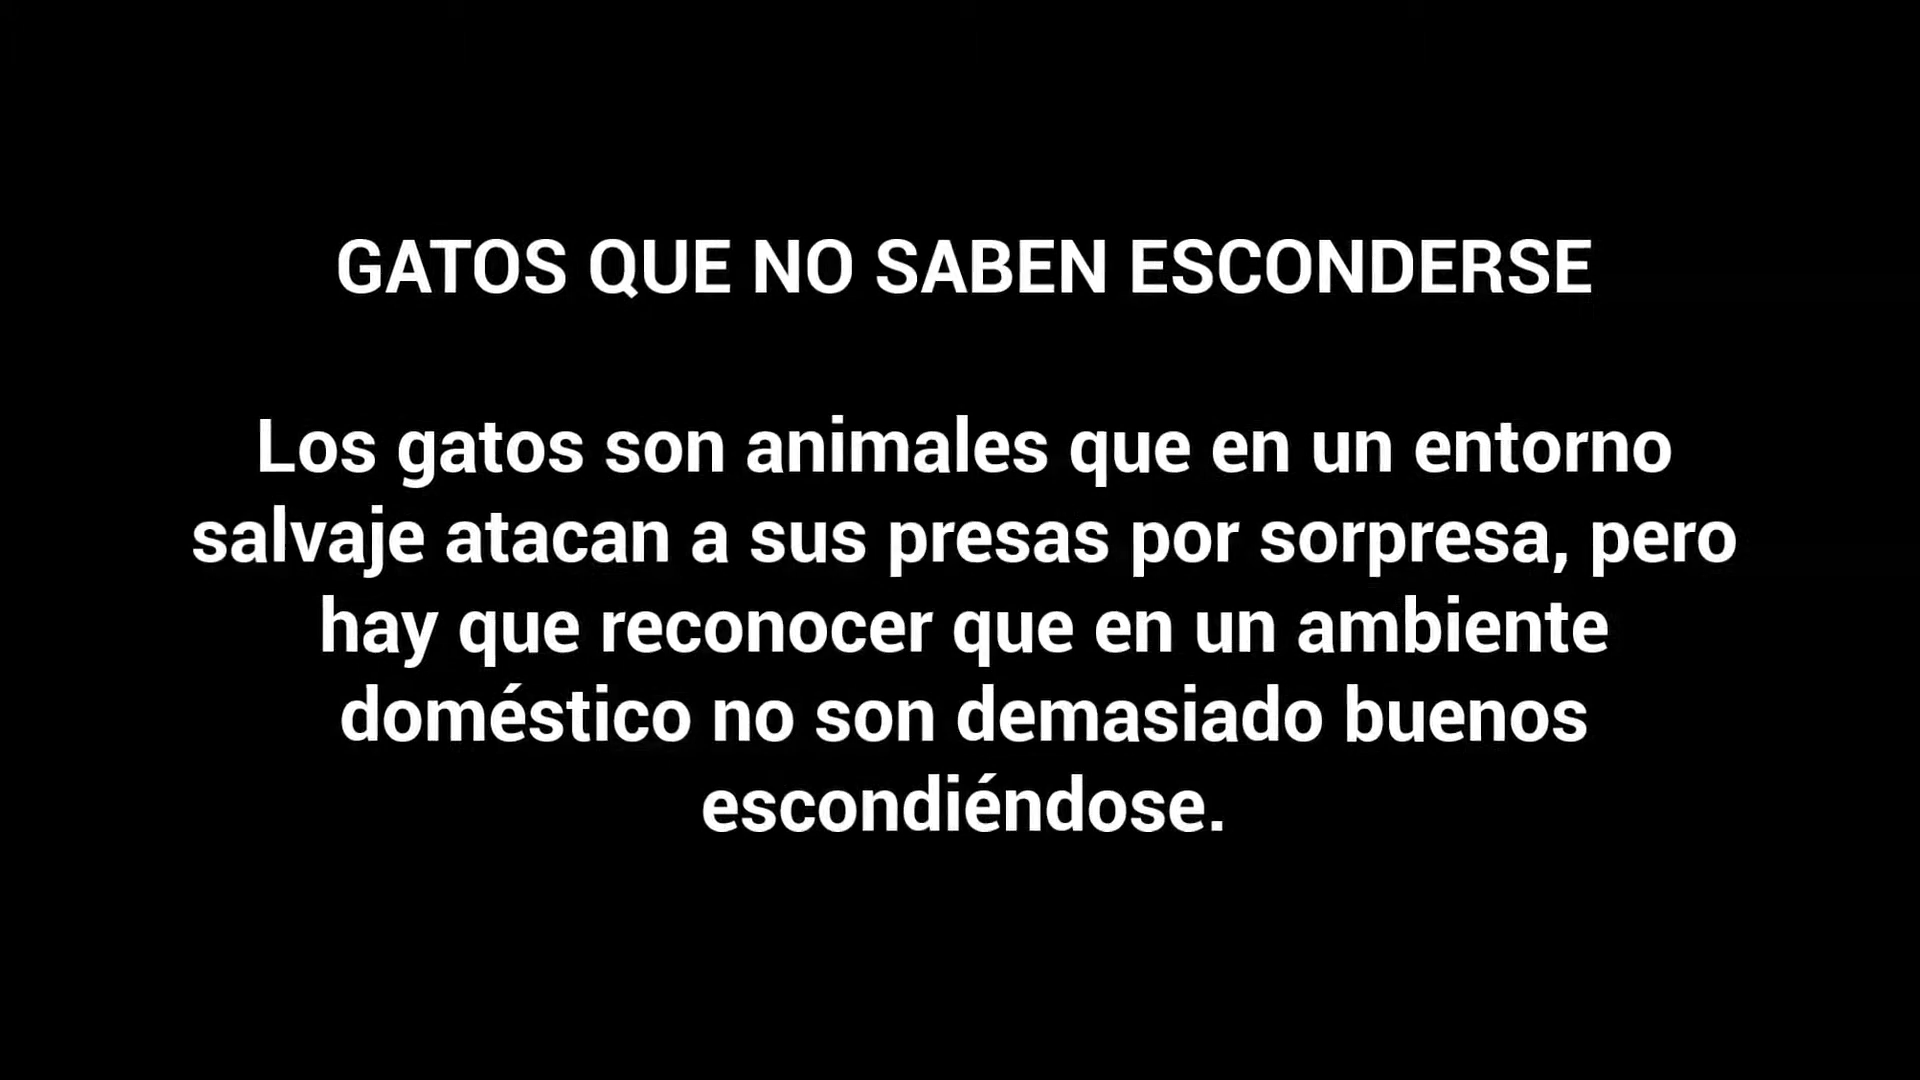 GATOS QUE NO SABEN ESCONDERSE
Los gatos son animales que en un entorno
salvaje atacan a sus presas por sorpresa, pero
hay que reconocer que en un ambiente
doméstico no son demasiado buenos
escondiéndose.